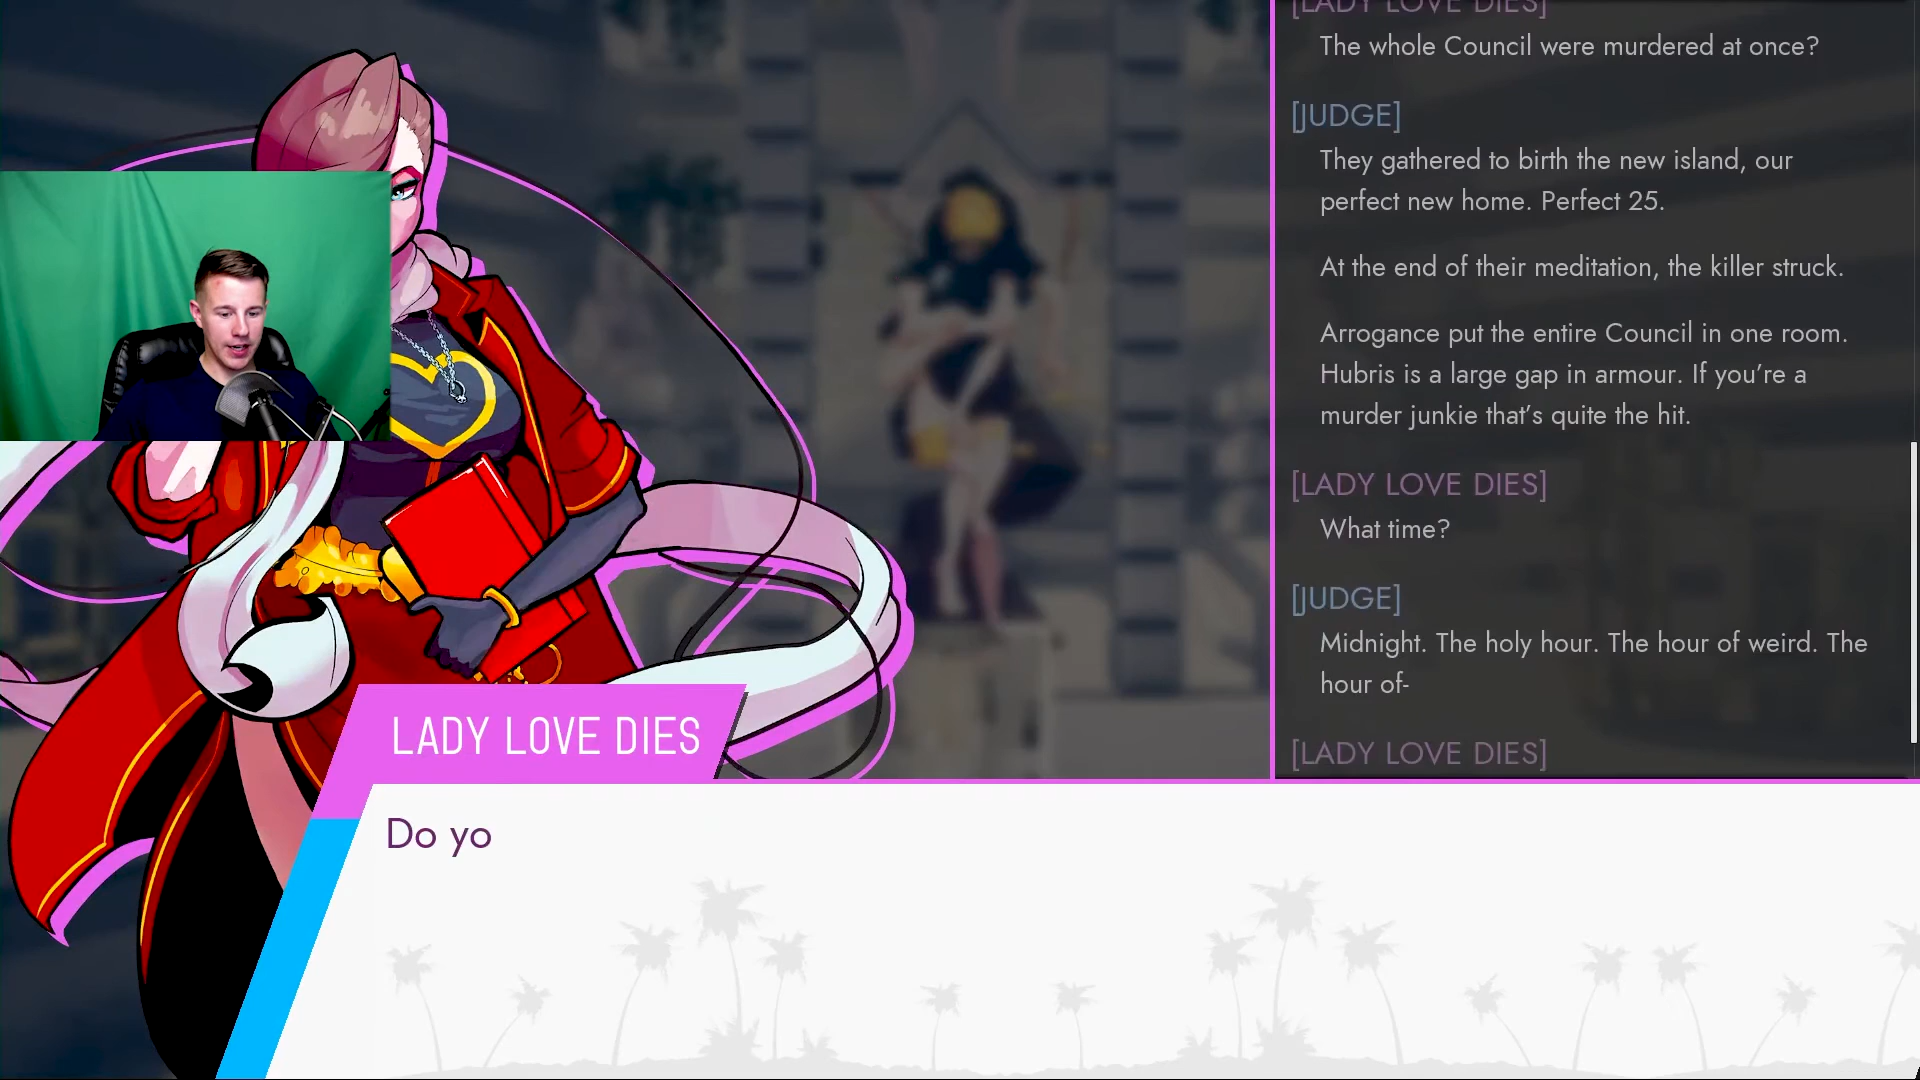 [LADY LOVE DIES]
The whole Council were murdered at once?
[JUDGE]
They gathered to birth the new island, our
perfect new home. Perfect 25.
At the end of their meditation, the killer struck.
Arrogance put the entire Council in one room.
Hubris is a large gap in armour. If you’re a
murder junkie that’s quite the hit.
[LADY LOVE DIES]
What time?
[JUDGE]
Midnight. The holy hour. The hour of weird. The
hour of-
[LADY LOVE DIES]
LADY LOVE DIES
Do yo